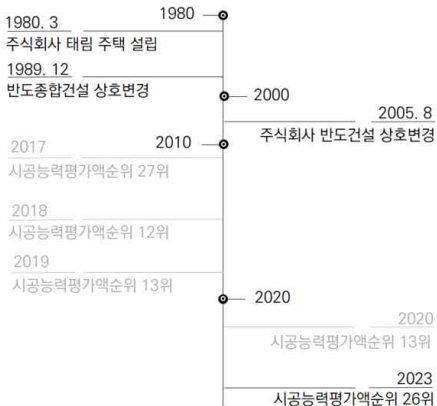 1980
1980. 3
주식회사 태림 주택 설립
1989. 12
반도종합건설 상호변경
2000
2005. 8
주식회사 반도건설 상호변경
2010
2017
시공능력평가액순위 27위
2018
시공능력평가액순위 12위
2019
시공능력평가액순위 13위
2020
2020
시공능력평가액순위 13위
2023
시공능력평가액순위 26위